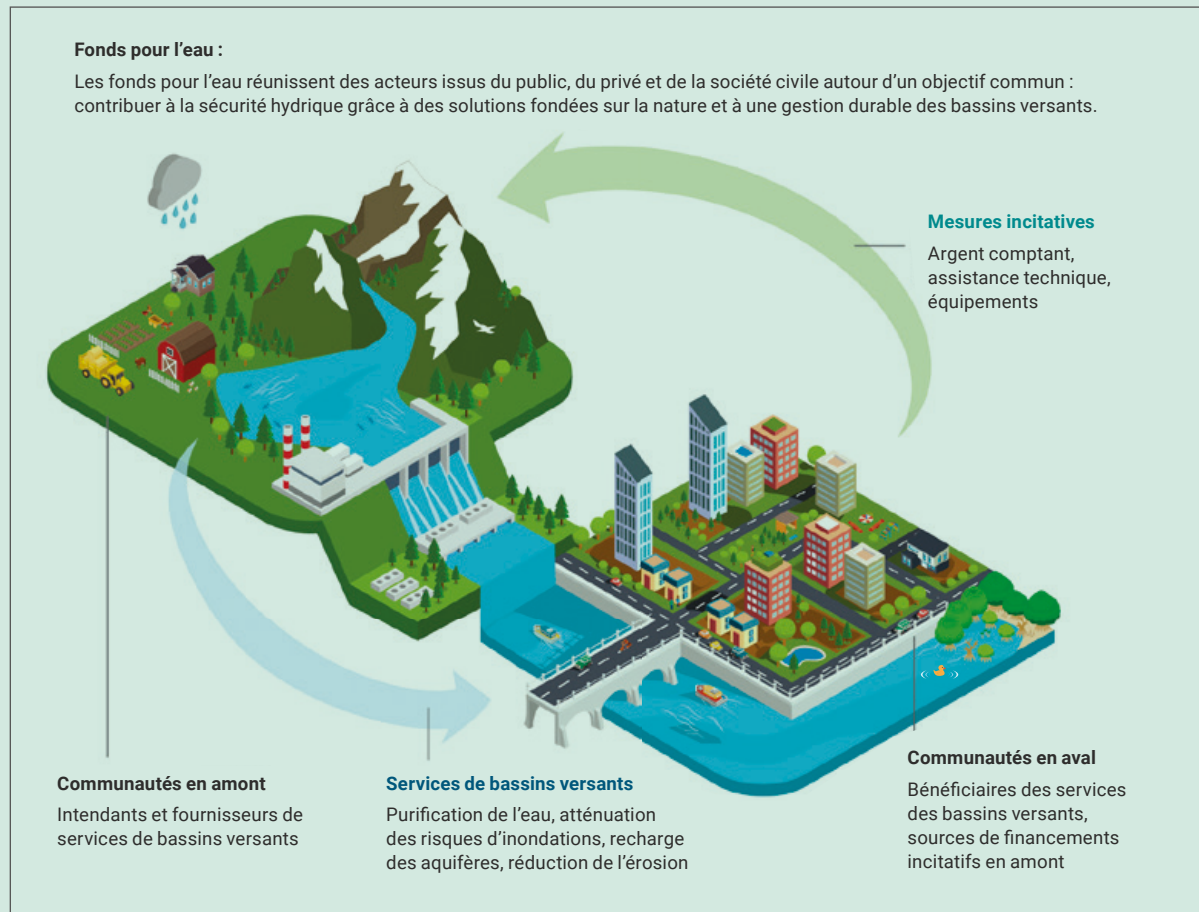 Fonds pour l’eau :
Les fonds pour l’eau réunissent des acteurs issus du public, du privé et de la société civile autour d’un objectif commun :
contribuer à la sécurité hydrique grâce à des solutions fondées sur la nature et à une gestion durable des bassins versants.
Mesures incitatives
Argent comptant,
assistance technique,
équipements
Communautés en amont
Intendants et fournisseurs de
services de bassins versants
Services de bassins versants
Purification de l’eau, atténuation
des risques d’inondations, recharge
des aquifères, réduction de l’érosion
Communautés en aval
Bénéficiaires des services
des bassins versants,
sources de financements
incitatifs en amont